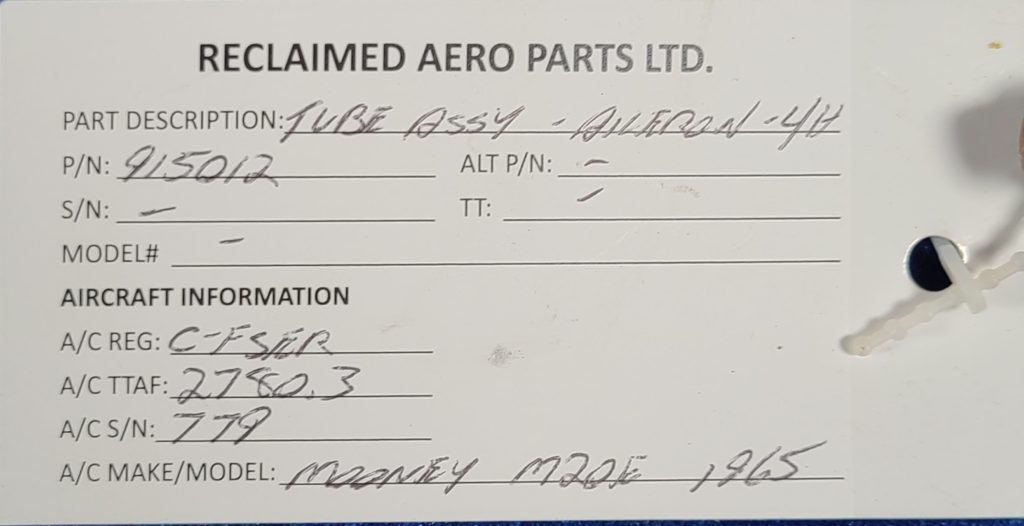 RECLAIMED AERO PARTS LTD.
PART DESCRIPTION: TUBE ASSY - AILERON - L/H
P/N: 915012 ALT P/N: -
S/N: - TT: -
MODEL# -
AIRCRAFT INFORMATION
A/C REG: C-FSER
A/C TTAF: 2780.3
A/C S/N: 779
A/C MAKE/MODEL: MOONEY M20E 1965